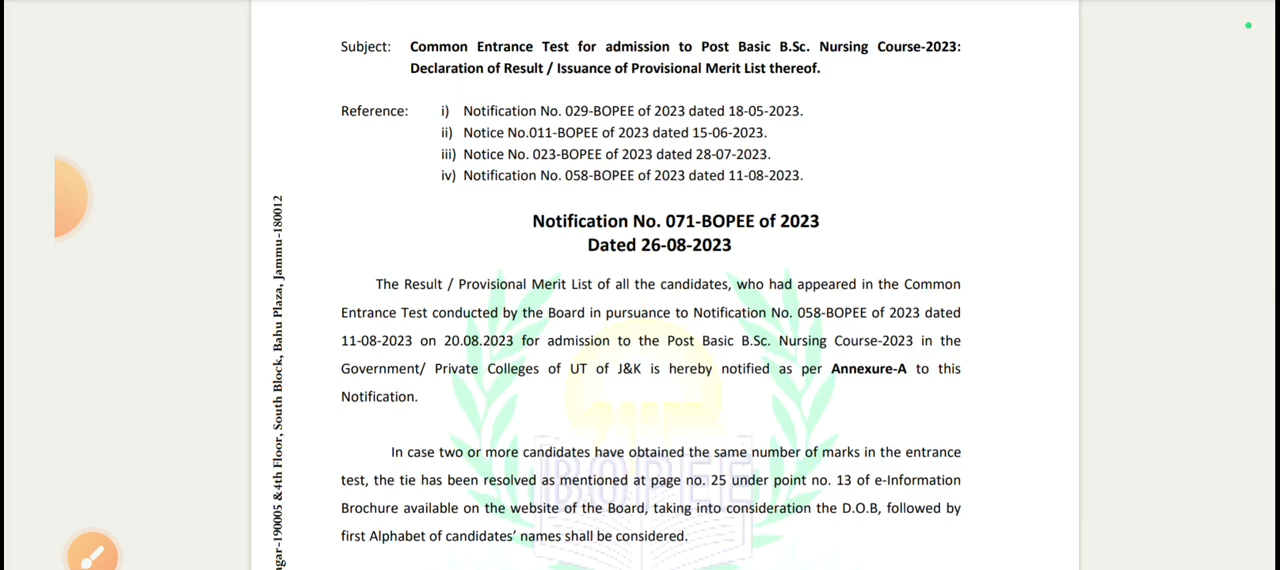 Subject: Common Entrance Test for admission to Post Basic B.Sc. Nursing Course-2023:
Declaration of Result / Issuance of Provisional Merit List thereof.
Reference: i) Notification No. 029-BOPEE of 2023 dated 18-05-2023.
ii) Notice No.011-BOPEE of 2023 dated 15-06-2023.
iii) Notice No. 023-BOPEE of 2023 dated 28-07-2023.
iv) Notification No. 058-BOPEE of 2023 dated 11-08-2023.
Notification No. 071-BOPEE of 2023
Dated 26-08-2023
The Result / Provisional Merit List of all the candidates, who had appeared in the Common
Entrance Test conducted by the Board in pursuance to Notification No. 058-BOPEE of 2023 dated
11-08-2023 on 20.08.2023 for admission to the Post Basic B.Sc. Nursing Course-2023 in the
Government/ Private Colleges of UT of J&K is hereby notified as per Annexure-A to this
Notification.
In case two or more candidates have obtained the same number of marks in the entrance
test, the tie has been resolved as mentioned at page no. 25 under point no. 13 of e-Information
Brochure available on the website of the Board, taking into consideration the D.O.B, followed by
first Alphabet of candidates' names shall be considered.
BOPEE
gar-190005 &4th Floor, South Block, Bahu Plaza, Jammu-180012